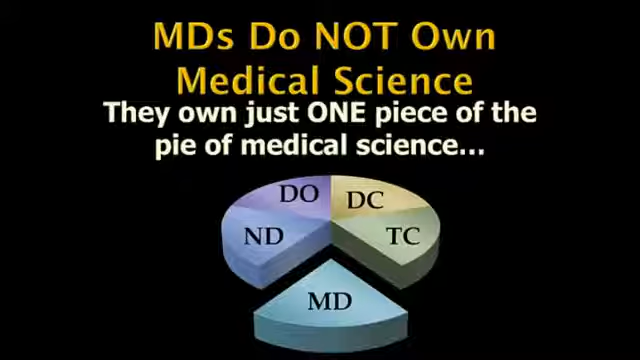 MDs Do NOT Own
Medical Science
They own just ONE piece of the
pie of medical science...
DO
DC
ND
TC
MD